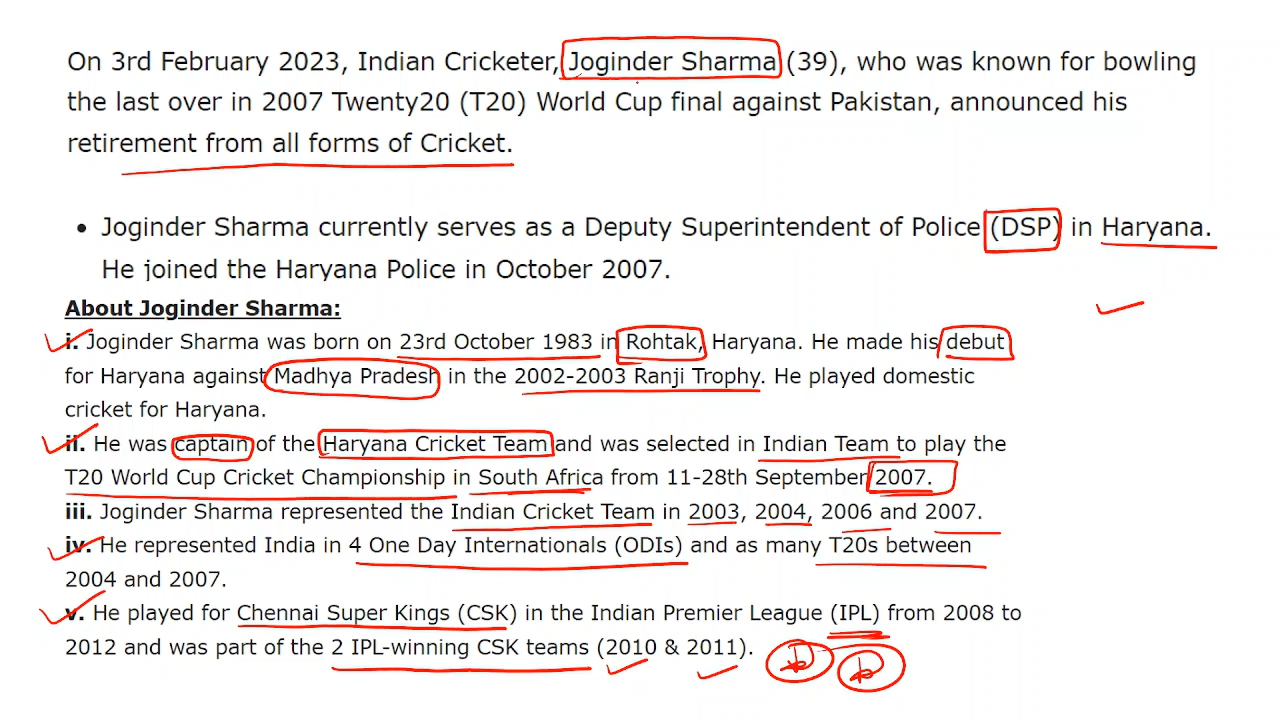 On 3rd February 2023, Indian Cricketer, Joginder Sharma (39), who was known for bowling
the last over in 2007 Twenty20 (T20) World Cup final against Pakistan, announced his
retirement from all forms of Cricket.
• Joginder Sharma currently serves as a Deputy Superintendent of Police (DSP) in Haryana.
He joined the Haryana Police in October 2007.
About Joginder Sharma:
i. Joginder Sharma was born on 23rd October 1983 in Rohtak, Haryana. He made his debut
for Haryana against Madhya Pradesh in the 2002-2003 Ranji Trophy. He played domestic
cricket for Haryana.
ii. He was captain of the Haryana Cricket Team and was selected in Indian Team to play the
T20 World Cup Cricket Championship in South Africa from 11-28th September 2007.
iii. Joginder Sharma represented the Indian Cricket Team in 2003, 2004, 2006 and 2007.
iv. He represented India in 4 One Day Internationals (ODIs) and as many T20s between
2004 and 2007.
v. He played for Chennai Super Kings (CSK) in the Indian Premier League (IPL) from 2008 to
2012 and was part of the 2 IPL-winning CSK teams (2010 & 2011).